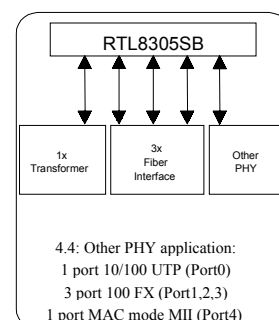 RTL8305SB
1x
Transformer
3x
Fiber
Interface
Other
PHY
4.4: Other PHY application:
1 port 10/100 UTP (Port0)
3 port 100 FX (Port1,2,3)
1 port MAC mode MII (Port4)